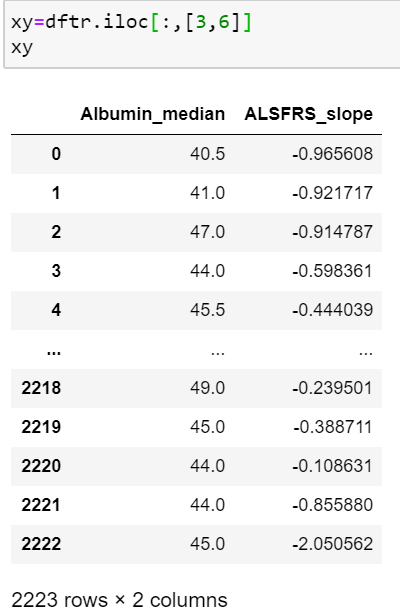 xy=dftr.iloc[:,[3,6]]
xy
Albumin_median ALSFRS_slope
0 40.5 -0.965608
1 41.0 -0.921717
2 47.0 -0.914787
3 44.0 -0.598361
4 45.5 -0.444039
... ... ...
2218 49.0 -0.239501
2219 45.0 -0.388711
2220 44.0 -0.108631
2221 44.0 -0.855880
2222 45.0 -2.050562
2223 rows × 2 columns